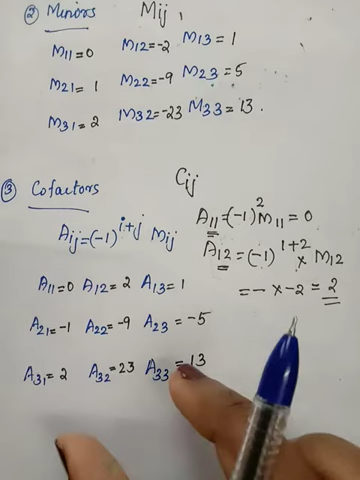 ② Minors Mij
M11=0 M12=-2 M13=1
M21=1 M22=-9 M23=5
M31=2 M32=-23 M33=13.
③ Cofactors Cij
Aij=(-1)^i+j Mij
A11=(-1)^2 M11=0
A12=(-1)^1+2 × M12
=-×-2=2
A11=0 A12=2 A13=1
A21=-1 A22=-9 A23=-5
A31=2 A32=23 A33=13